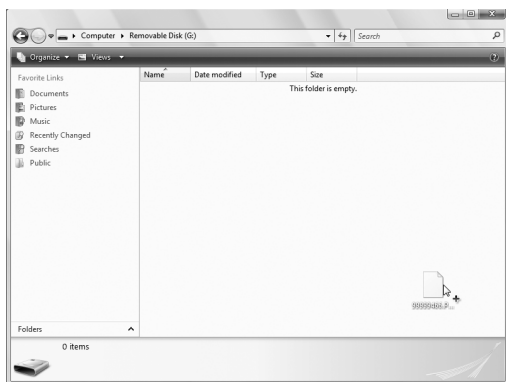 Computer ▸ Removable Disk (G:)
Search
Organize Views
Name Date modified Type Size
This folder is empty.
Favorite Links
Documents
Pictures
Music
Recently Changed
Searches
Public
Folders
0 items